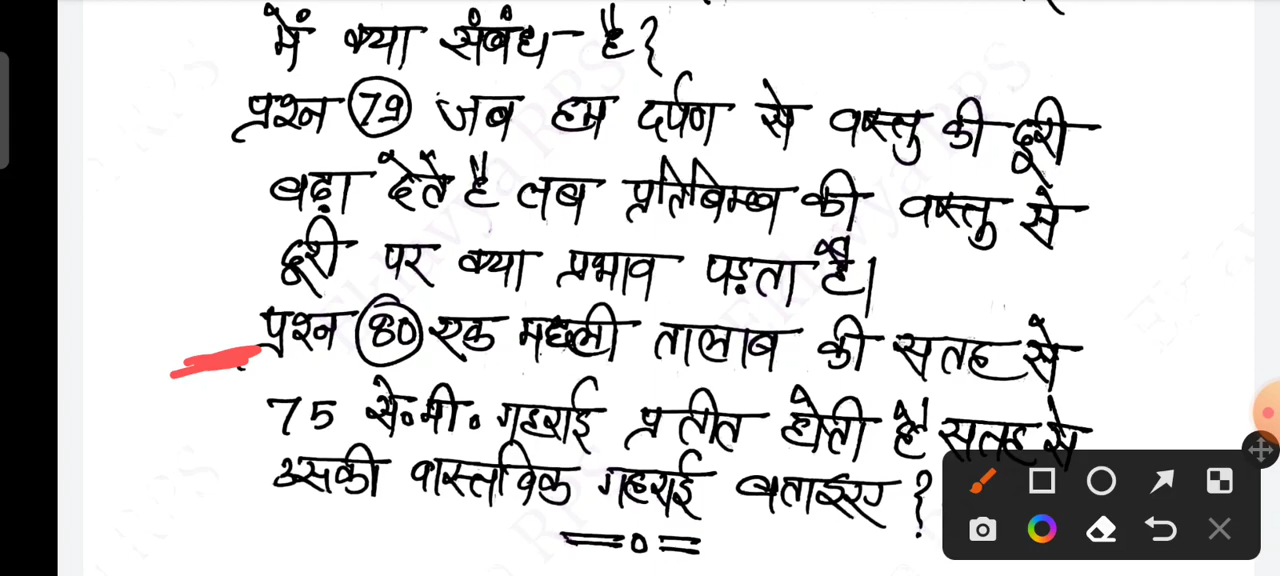 में क्या संबंध है?
प्रश्न 79 जब हम दर्पण से वस्तु की दूरी
बढ़ा देते है तब प्रतिबिम्ब की वस्तु से
दूरी पर क्या प्रभाव पड़ता है।
प्रश्न 80 एक मछली तालाब की सतह से
75 से.मी. गहराई प्रतीत होती है सतह से
उसकी वास्तविक गहराई बताइए?